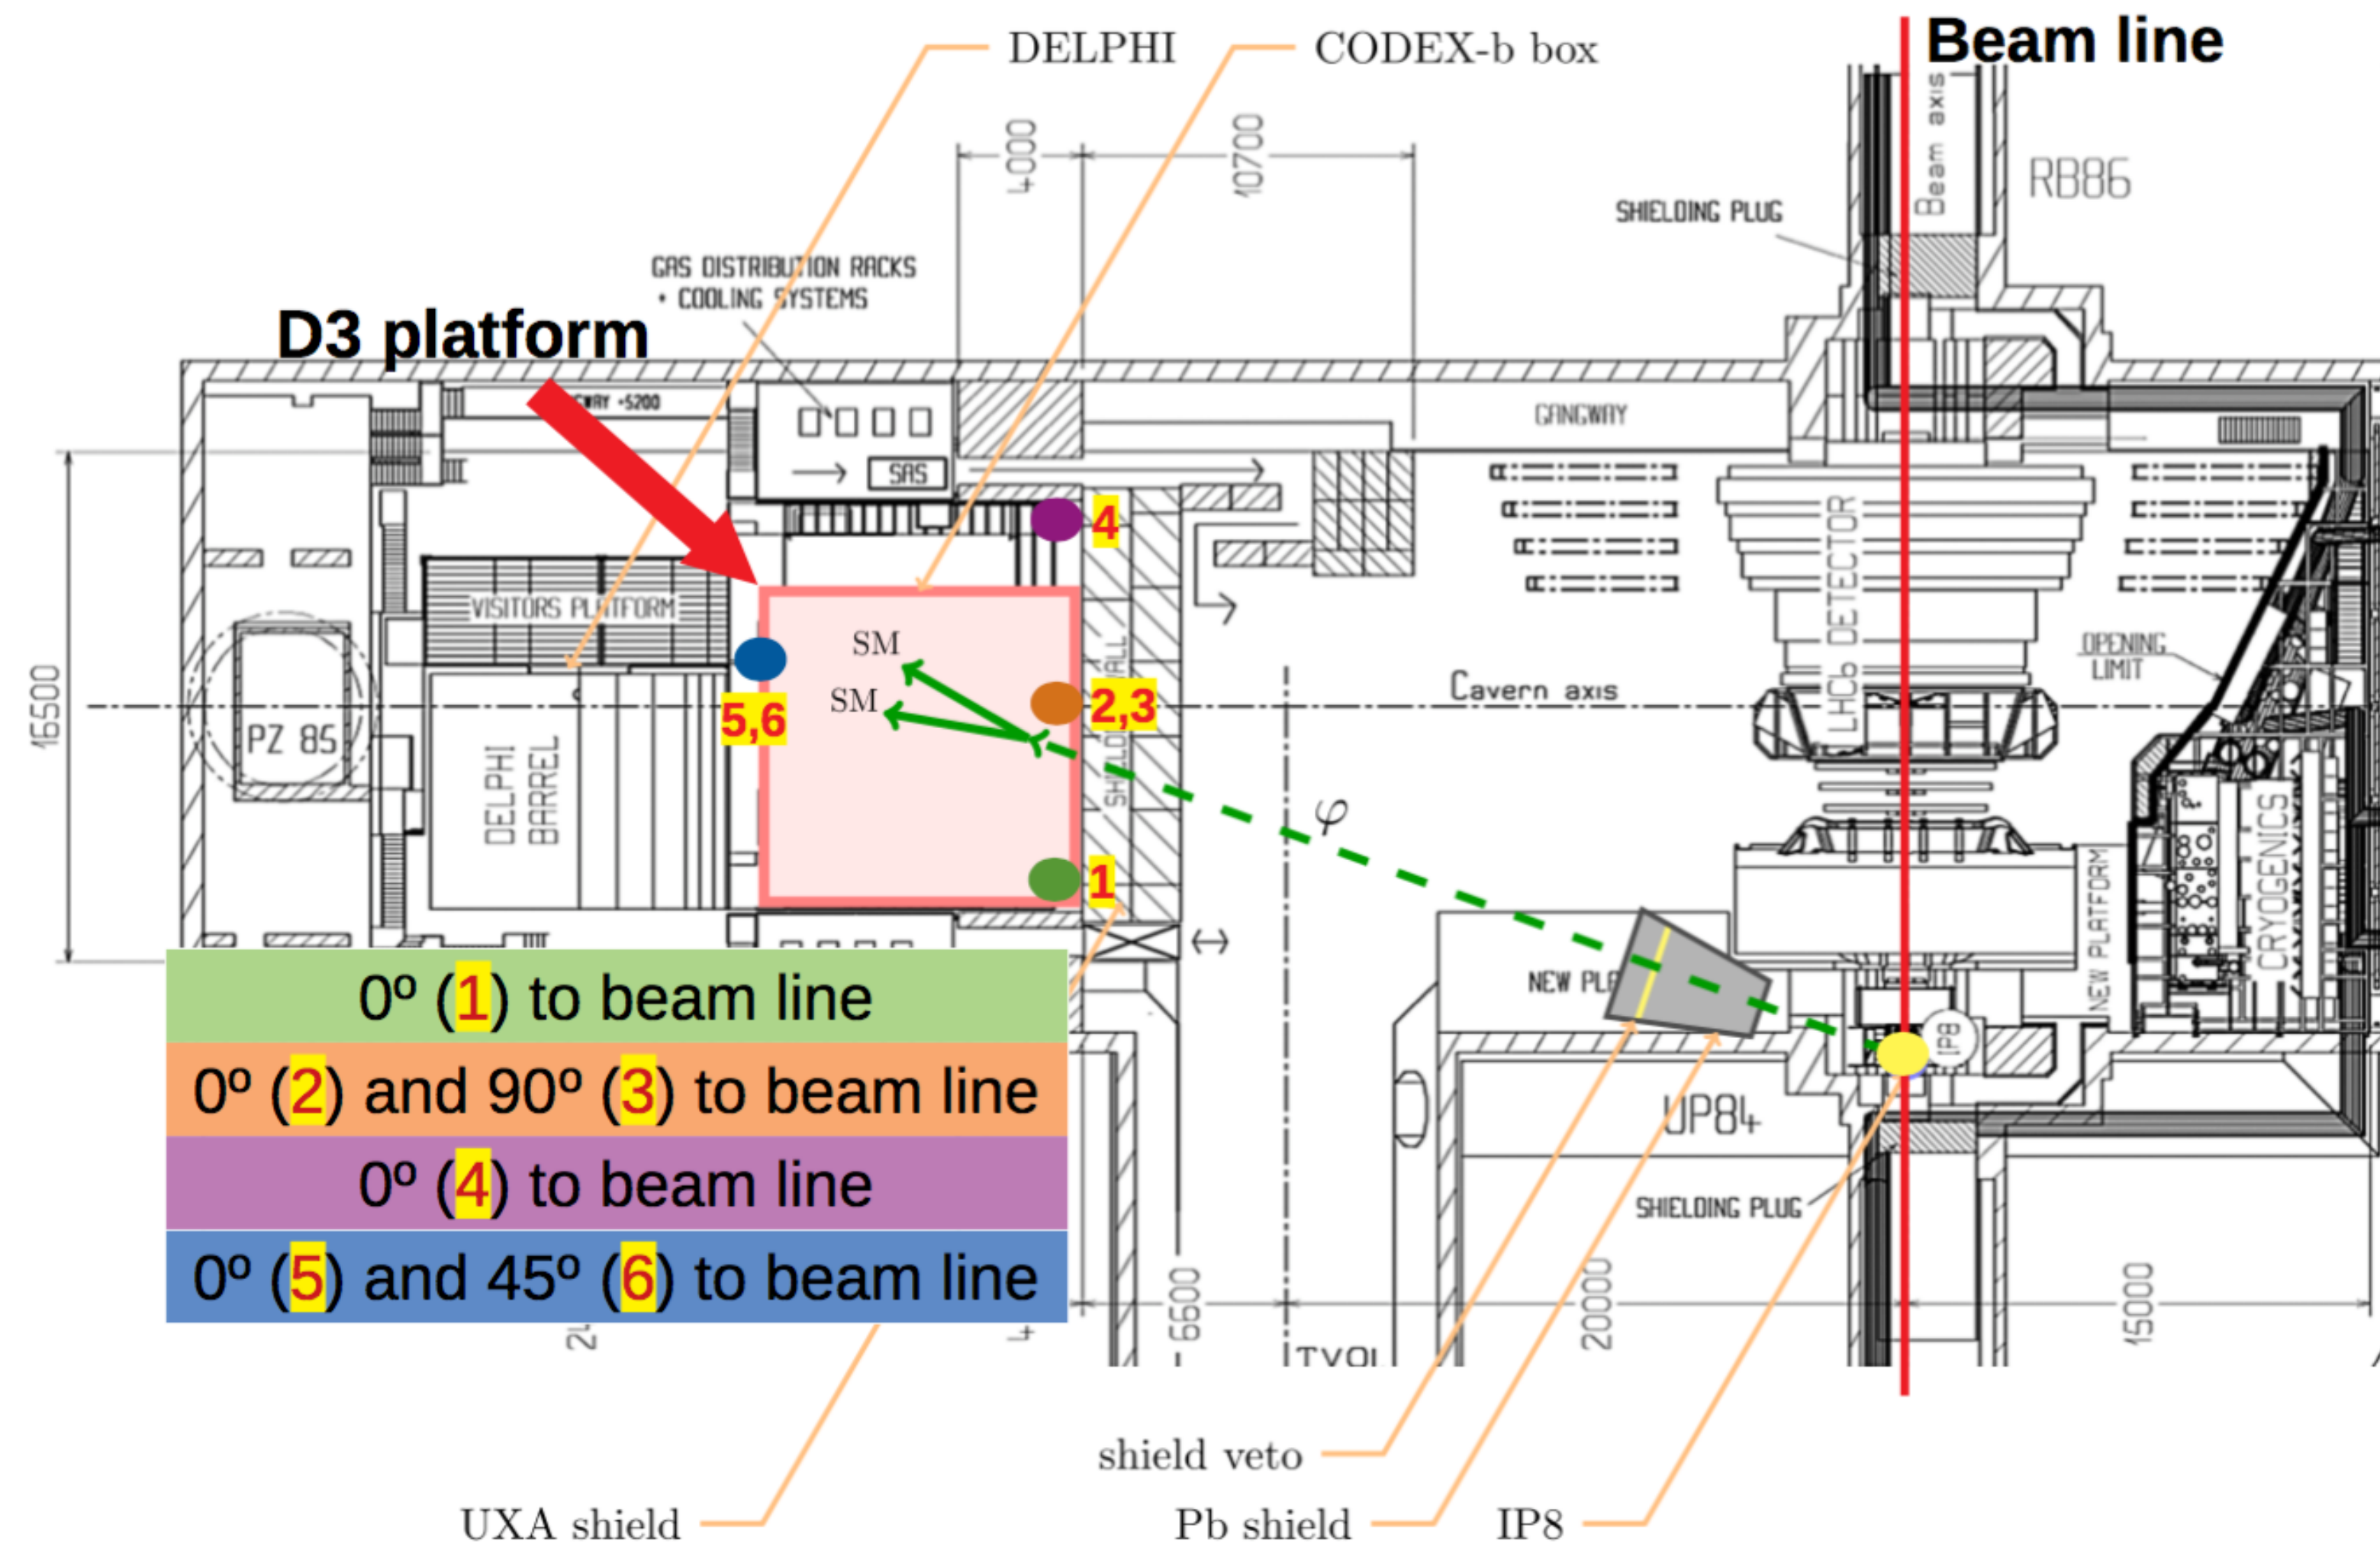 DELPHI
CODEX-b box
Beam line
Beam axis
RB86
4000
10700
SHIELDING PLUG
GAS DISTRIBUTION RACKS
+ COOLING SYSTEMS
D3 platform
+5200
GANGWAY
SAS
4
VISITORS PLATFORM
SM
SM
LHCb DETECTOR
OPENING
LIMIT
16500
Cavern axis
5,6
2,3
PZ 85
DELPHI
BARREL
φ
1
CRYOGENICS
NEW PLATFORM
NEW PL
IP8
0º (1) to beam line
0º (2) and 90º (3) to beam line
0º (4) to beam line
0º (5) and 45º (6) to beam line
UP84
SHIELDING PLUG
6600
20000
15000
shield veto
UXA shield
Pb shield
IP8